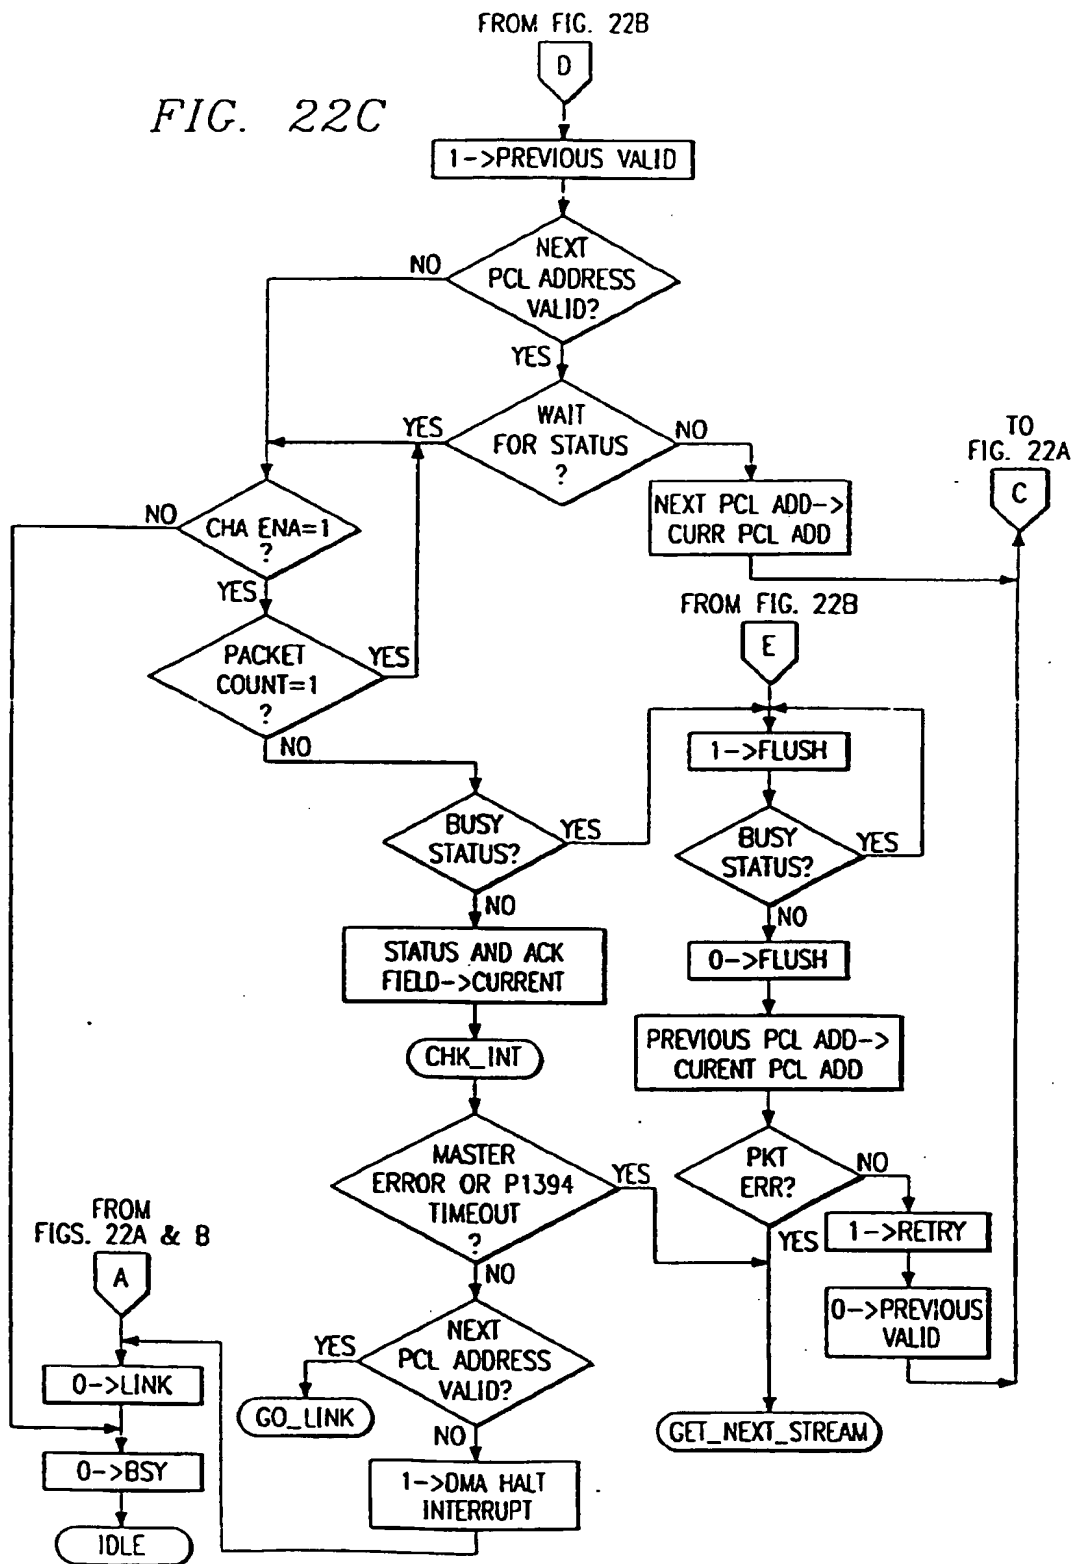 FROM FIG. 22B
D
FIG. 22C
1->PREVIOUS VALID
NEXT
PCL ADDRESS
VALID?
NO
YES
WAIT
FOR STATUS
?
YES
NO
NEXT PCL ADD->
CURR PCL ADD
TO
FIG. 22A
C
NO
CHA ENA=1
?
YES
PACKET
COUNT=1
?
YES
NO
FROM FIG. 22B
E
1->FLUSH
BUSY
STATUS?
YES
NO
BUSY
STATUS?
YES
NO
0->FLUSH
STATUS AND ACK
FIELD->CURRENT
PREVIOUS PCL ADD->
CURENT PCL ADD
CHK_INT
MASTER
ERROR OR P1394
TIMEOUT
?
YES
NO
PKT
ERR?
NO
YES
1->RETRY
0->PREVIOUS
VALID
FROM
FIGS. 22A & B
A
0->LINK
0->BSY
IDLE
NEXT
PCL ADDRESS
VALID?
YES
GO_LINK
NO
1->DMA HALT
INTERRUPT
GET_NEXT_STREAM